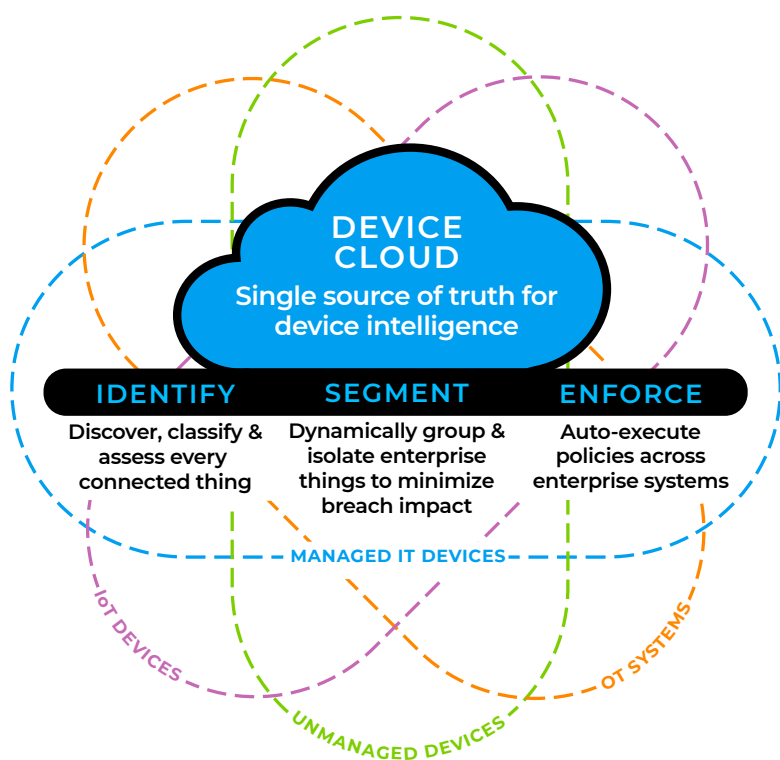 DEVICE
CLOUD
Single source of truth for
device intelligence
IDENTIFY
Discover, classify &
assess every
connected thing
SEGMENT
Dynamically group &
isolate enterprise
things to minimize
breach impact
ENFORCE
Auto-execute
policies across
enterprise systems
MANAGED IT DEVICES
IoT DEVICES
OT SYSTEMS
UNMANAGED DEVICES